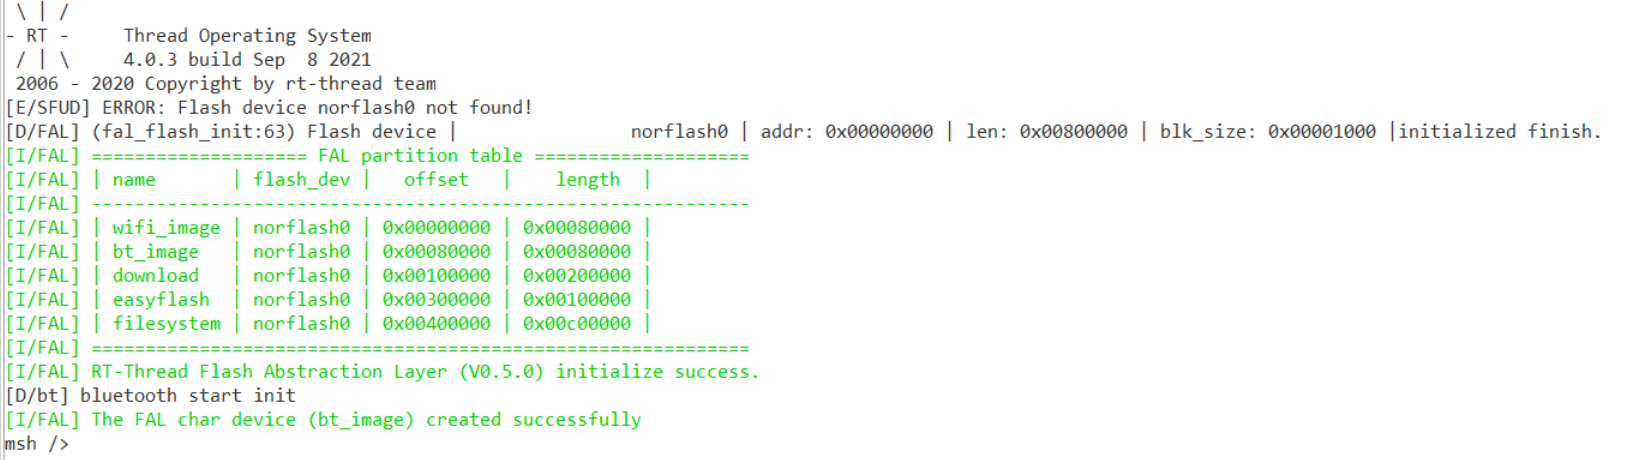 \ | /
- RT -     Thread Operating System
 / | \     4.0.3 build Sep  8 2021
 2006 - 2020 Copyright by rt-thread team
[E/SFUD] ERROR: Flash device norflash0 not found!
[D/FAL] (fal_flash_init:63) Flash device |                norflash0 | addr: 0x00000000 | len: 0x00800000 | blk_size: 0x00001000 |initialized finish.
[I/FAL] ==================== FAL partition table ====================
[I/FAL] | name       | flash_dev |   offset   |    length  |
[I/FAL] -------------------------------------------------------------
[I/FAL] | wifi_image | norflash0 | 0x00000000 | 0x00080000 |
[I/FAL] | bt_image   | norflash0 | 0x00080000 | 0x00080000 |
[I/FAL] | download   | norflash0 | 0x00100000 | 0x00200000 |
[I/FAL] | easyflash  | norflash0 | 0x00300000 | 0x00100000 |
[I/FAL] | filesystem | norflash0 | 0x00400000 | 0x00c00000 |
[I/FAL] =============================================================
[I/FAL] RT-Thread Flash Abstraction Layer (V0.5.0) initialize success.
[D/bt] bluetooth start init
[I/FAL] The FAL char device (bt_image) created successfully
msh />